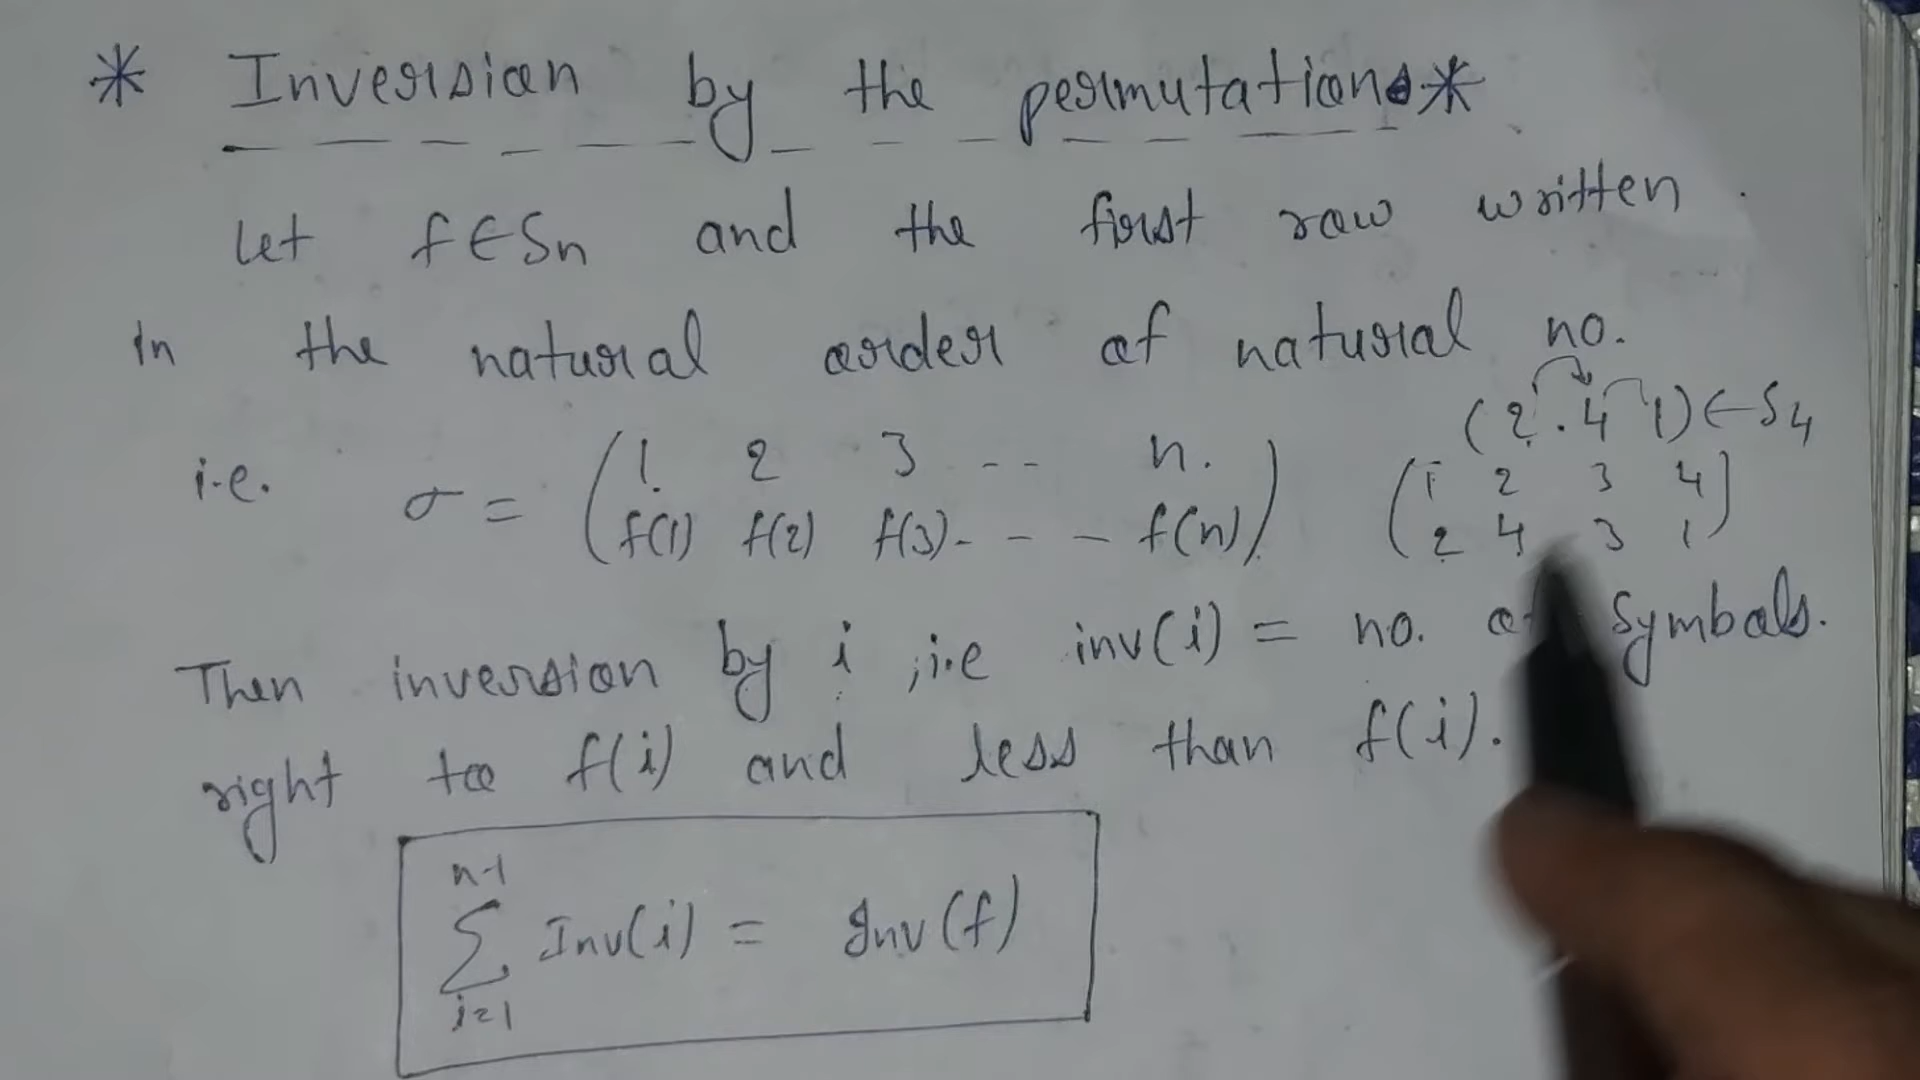 * Inversion by the permutations *
Let f∈Sn and the first raw written
in the natural order of natural no.
(2 4 1) ∈ S4
i.e. σ = ( 1 2 3 -- n. ) ( 1 2 3 4 )
( f(1) f(2) f(3) - - - f(n) ) ( 2 4 3 1 )
Then inversion by i, i.e inv(i) = no. of Symbols.
right to f(i) and less than f(i).
n-1
∑ Inv(i) = Inv(f)
i=1